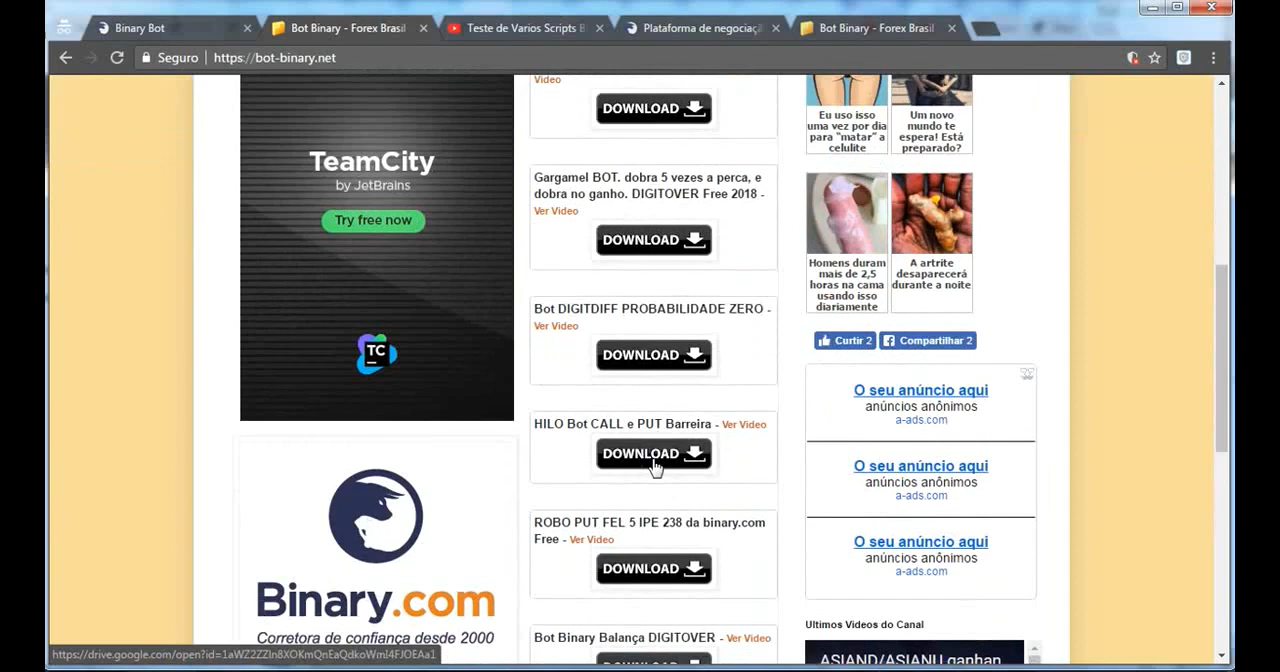 Binary Bot
Bot Binary - Forex Brasil
Teste de Varios Scripts B
Plataforma de negociaç
Bot Binary - Forex Brasil
Seguro
https://bot-binary.net
TeamCity
by JetBrains
Try free now
TC
Binary.com
Corretora de confiança desde 2000
Video
DOWNLOAD
Gargamel BOT. dobra 5 vezes a perca, e
dobra no ganho. DIGITOVER Free 2018 -
Ver Video
DOWNLOAD
Bot DIGITDIFF PROBABILIDADE ZERO -
Ver Video
DOWNLOAD
HILO Bot CALL e PUT Barreira - Ver Video
DOWNLOAD
ROBO PUT FEL 5 IPE 238 da binary.com
Free - Ver Video
DOWNLOAD
Bot Binary Balança DIGITOVER - Ver Video
Eu uso isso
uma vez por dia
para "matar" a
celulite
Um novo
mundo te
espera! Está
preparado?
Homens duram
mais de 2,5
horas na cama
usando isso
diariamente
A artrite
desaparecerá
durante a noite
Curtir 2
Compartilhar 2
O seu anúncio aqui
anúncios anônimos
a-ads.com
O seu anúncio aqui
anúncios anônimos
a-ads.com
O seu anúncio aqui
anúncios anônimos
a-ads.com
Ultimos Videos do Canal
ASIAND/ASIANU ganhan